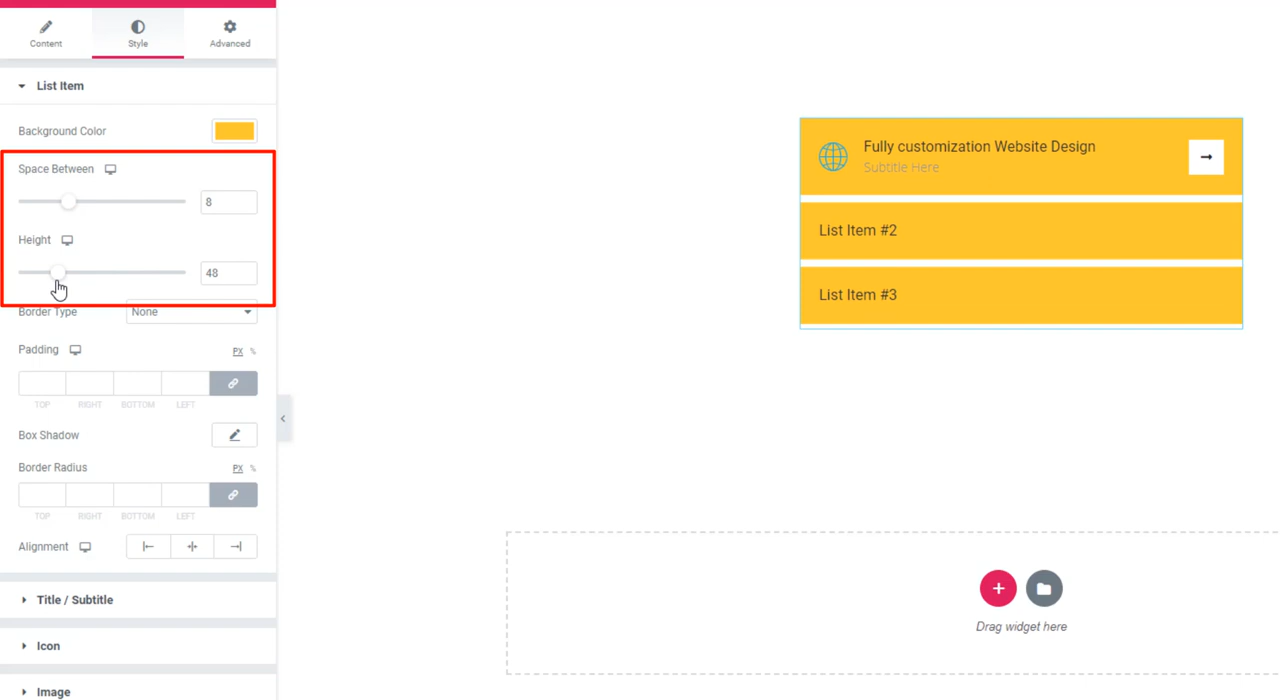 Content
Style
Advanced
List Item
Background Color
Space Between
8
Height
48
Border Type
None
Padding
PX %
TOP RIGHT BOTTOM LEFT
Box Shadow
Border Radius
PX %
TOP RIGHT BOTTOM LEFT
Alignment
Title / Subtitle
Icon
Image
Fully customization Website Design
Subtitle Here
List Item #2
List Item #3
Drag widget here